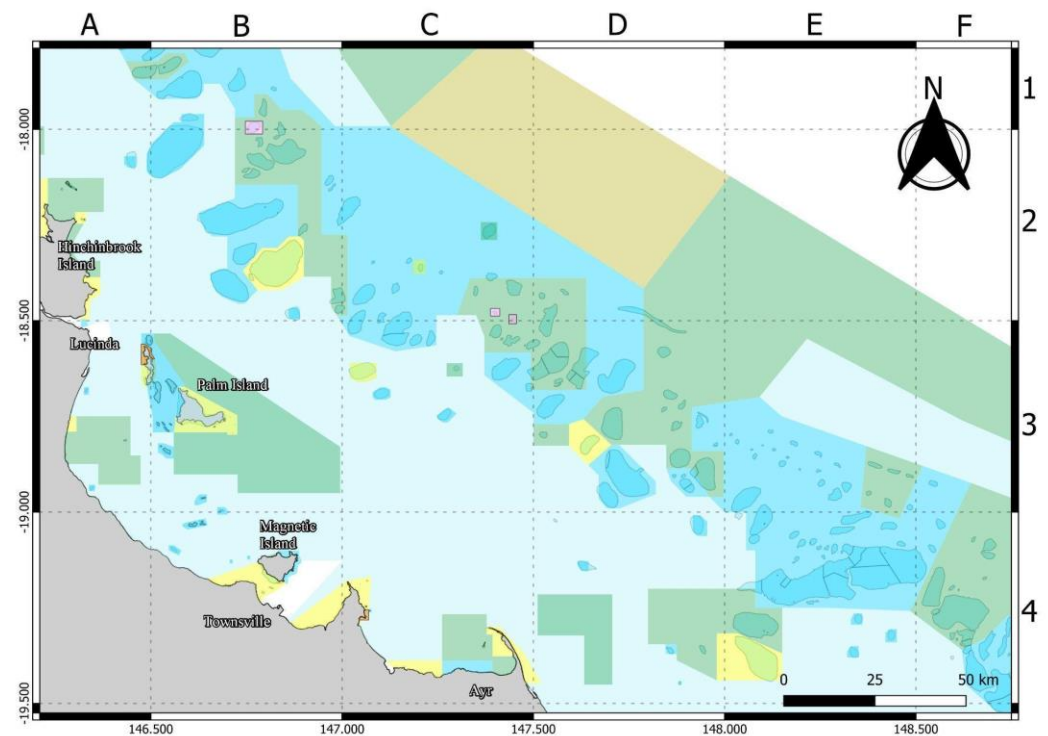 A B C D E F
N
1
-18.000
2
Hinchinbrook
Island
-18.500
Lucinda
Palm Island
3
-19.000
Magnetic
Island
Townsville
4
0 25 50 km
Ayr
-19.500
146.500 147.000 147.500 148.000 148.500